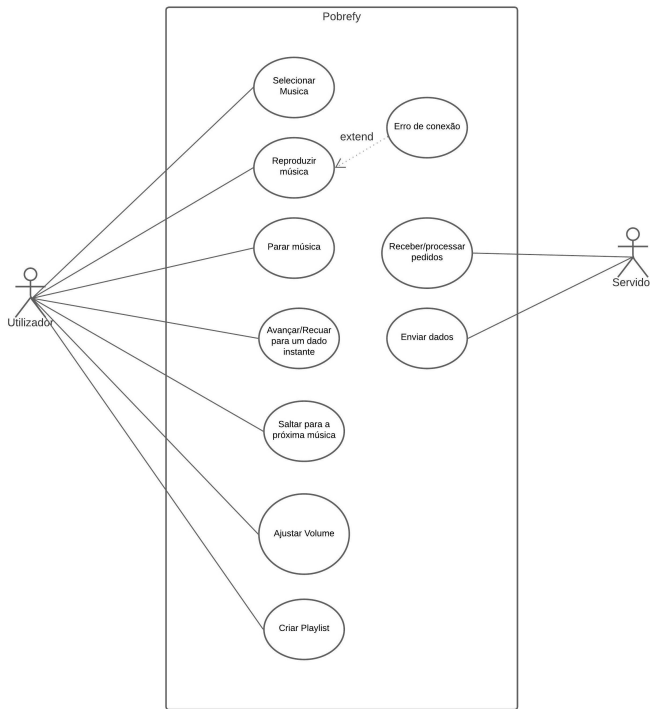 Pobrefy
Selecionar
Musica
Erro de conexão
extend
Reproduzir
música
Parar música
Receber/processar
pedidos
Servido
Utilizador
Avançar/Recuar
para um dado
instante
Enviar dados
Saltar para a
próxima música
Ajustar Volume
Criar Playlist